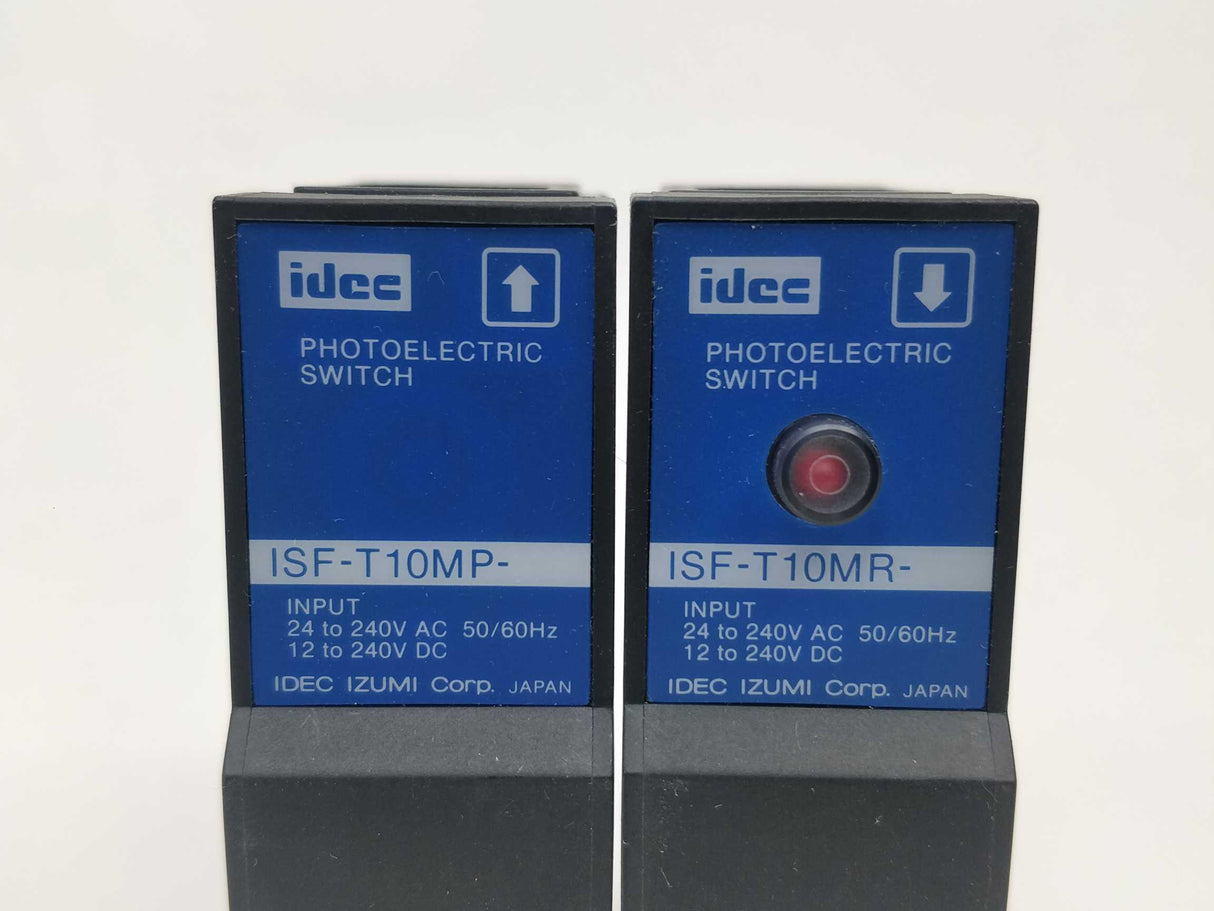 idec
PHOTOELECTRIC
SWITCH
ISF-T10MP-
INPUT
24 to 240V AC 50/60Hz
12 to 240V DC
IDEC IZUMI Corp. JAPAN
idec
PHOTOELECTRIC
SWITCH
ISF-T10MR-
INPUT
24 to 240V AC 50/60Hz
12 to 240V DC
IDEC IZUMI Corp. JAPAN